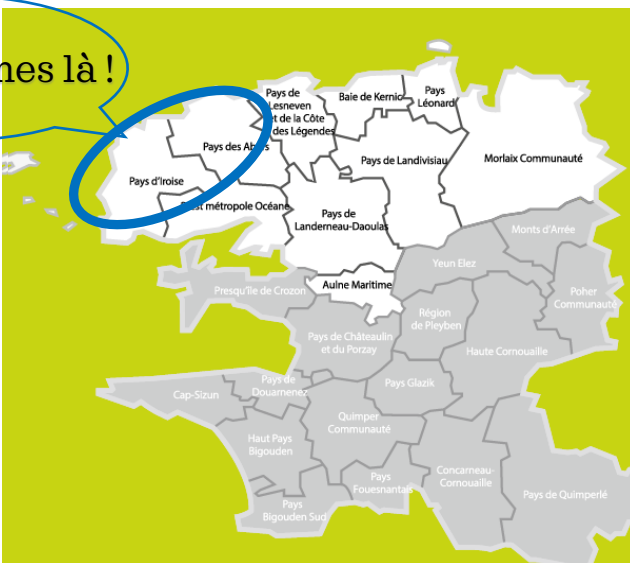 là !
Pays de
Lesneven
et de la Côte
des Légendes
Baie de Kernic
Pays
Léonard
Pays des Abers
Pays de Landivisiau
Morlaix Communauté
Pays d'Iroise
métropole Océane
Pays de
Landerneau-Daoulas
Monts d'Arrée
Yeun Elez
Aulne Maritime
Presqu'île de Crozon
Poher
Communauté
Région
de Pleyben
Pays de Châteaulin
et du Porzay
Haute Cornouaille
Pays de
Douarnenez
Pays Glazik
Cap-Sizun
Quimper
Communauté
Haut Pays
Bigouden
Concarneau-
Cornouaille
Pays
Fouesnantais
Pays de Quimperlé
Pays
Bigouden Sud